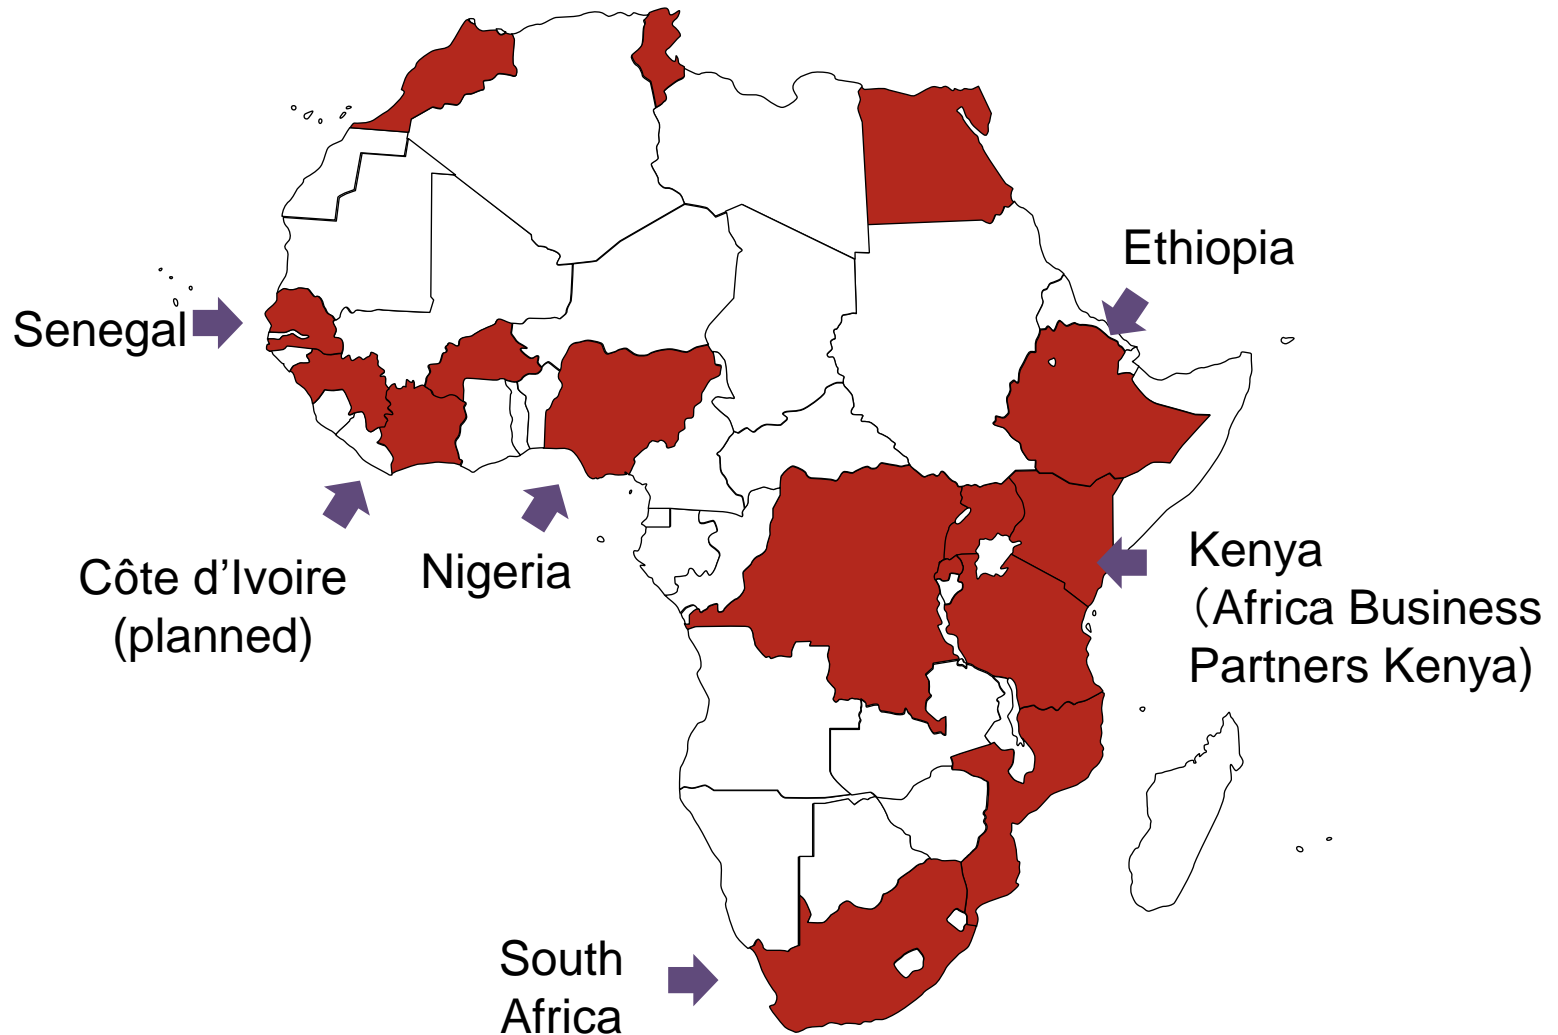 Ethiopia
Senegal
Côte d’Ivoire
(planned)
Nigeria
Kenya
（Africa Business
Partners Kenya)
South
Africa